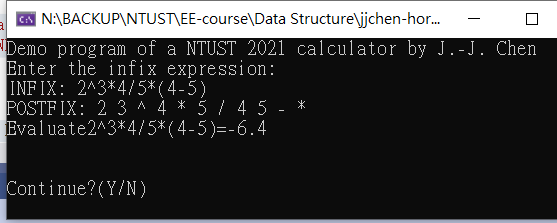 N:\BACKUP\NTUST\EE-course\Data Structure\jjchen-hor...
Demo program of a NTUST 2021 calculator by J.-J. Chen
Enter the infix expression:
INFIX: 2^3*4/5*(4-5)
POSTFIX: 2 3 ^ 4 * 5 / 4 5 - *
Evaluate2^3*4/5*(4-5)=-6.4
Continue?(Y/N)